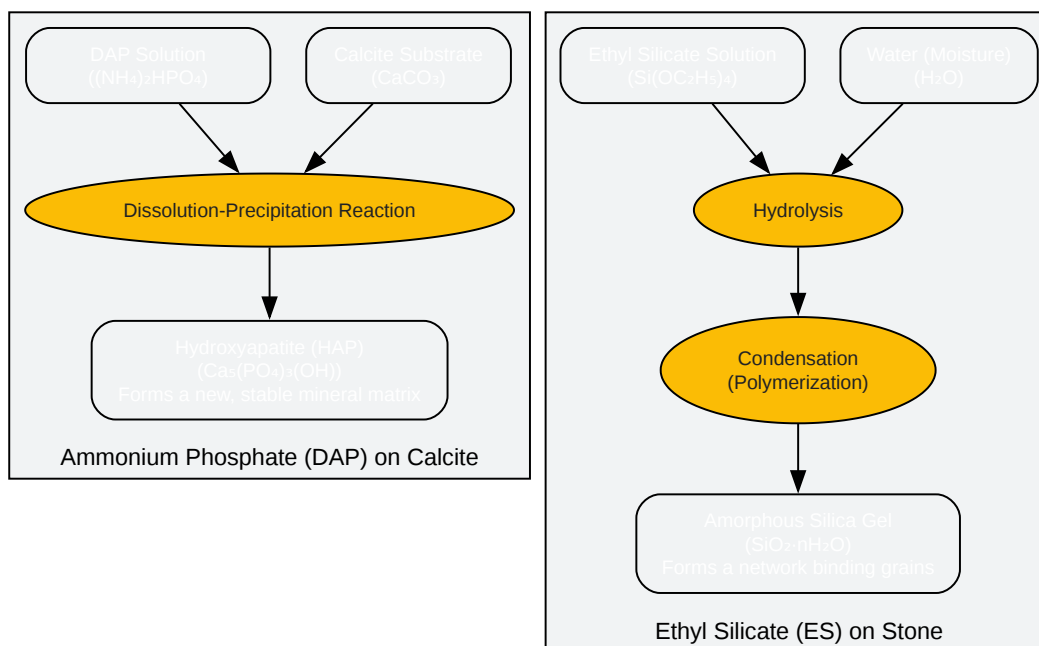 DAP Solution
((NH₄)₂HPO₄)
Calcite Substrate
(CaCO₃)
Dissolution-Precipitation Reaction
Hydroxyapatite (HAP)
(Ca₅(PO₄)₃(OH))
Forms a new, stable mineral matrix
Ammonium Phosphate (DAP) on Calcite
Ethyl Silicate Solution
(Si(OC₂H₅)₄)
Water (Moisture)
(H₂O)
Hydrolysis
Condensation
(Polymerization)
Amorphous Silica Gel
(SiO₂·nH₂O)
Forms a network binding grains
Ethyl Silicate (ES) on Stone